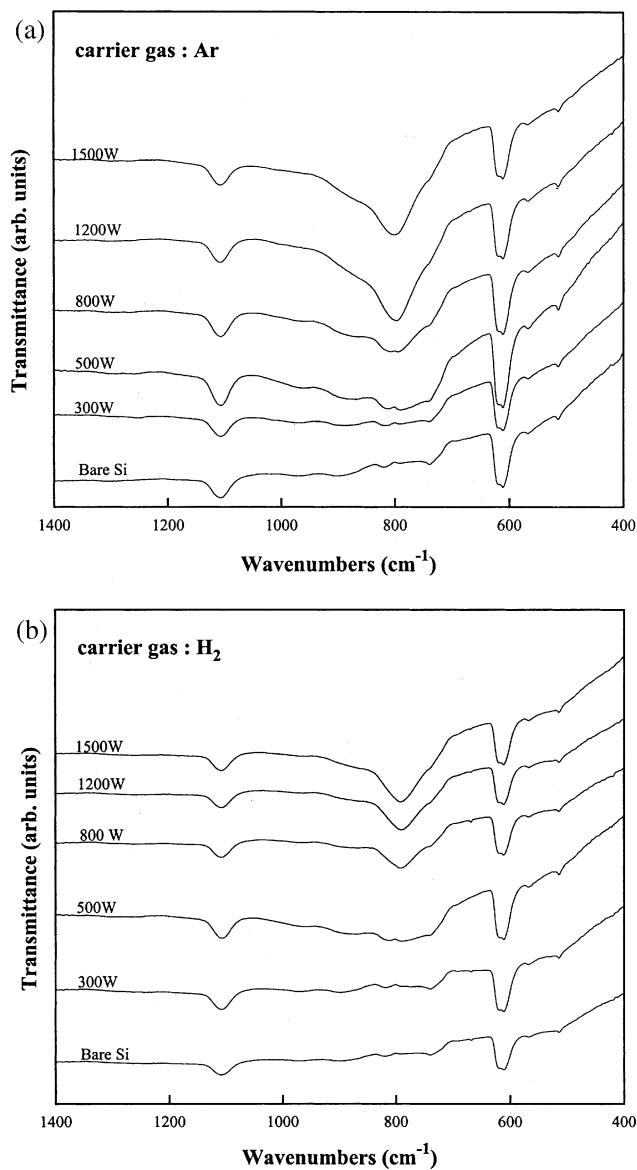 (a)
carrier gas : Ar
1500W
1200W
800W
500W
300W
Bare Si
Transmittance (arb. units)
1400 1200 1000 800 600 400
Wavenumbers (cm⁻¹)
(b)
carrier gas : H₂
1500W
1200W
800 W
500W
300W
Bare Si
Transmittance (arb. units)
1400 1200 1000 800 600 400
Wavenumbers (cm⁻¹)